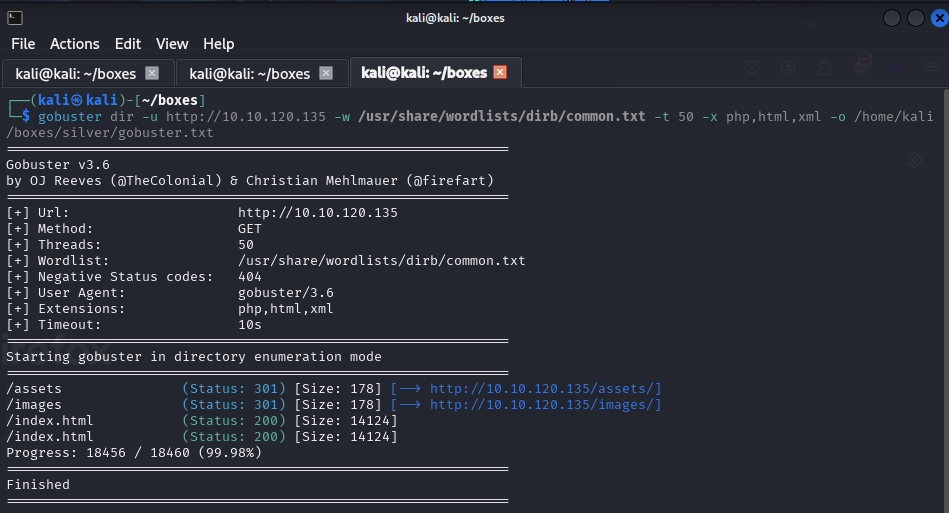 kali@kali: ~/boxes
File Actions Edit View Help
kali@kali: ~/boxes kali@kali: ~/boxes kali@kali: ~/boxes
┌──(kali㉿kali)-[~/boxes]
└─$ gobuster dir -u http://10.10.120.135 -w /usr/share/wordlists/dirb/common.txt -t 50 -x php,html,xml -o /home/kali
/boxes/silver/gobuster.txt
===============================================================
Gobuster v3.6
by OJ Reeves (@TheColonial) & Christian Mehlmauer (@firefart)
===============================================================
[+] Url: http://10.10.120.135
[+] Method: GET
[+] Threads: 50
[+] Wordlist: /usr/share/wordlists/dirb/common.txt
[+] Negative Status codes: 404
[+] User Agent: gobuster/3.6
[+] Extensions: php,html,xml
[+] Timeout: 10s
===============================================================
Starting gobuster in directory enumeration mode
===============================================================
/assets (Status: 301) [Size: 178] [--> http://10.10.120.135/assets/]
/images (Status: 301) [Size: 178] [--> http://10.10.120.135/images/]
/index.html (Status: 200) [Size: 14124]
/index.html (Status: 200) [Size: 14124]
Progress: 18456 / 18460 (99.98%)
===============================================================
Finished
===============================================================